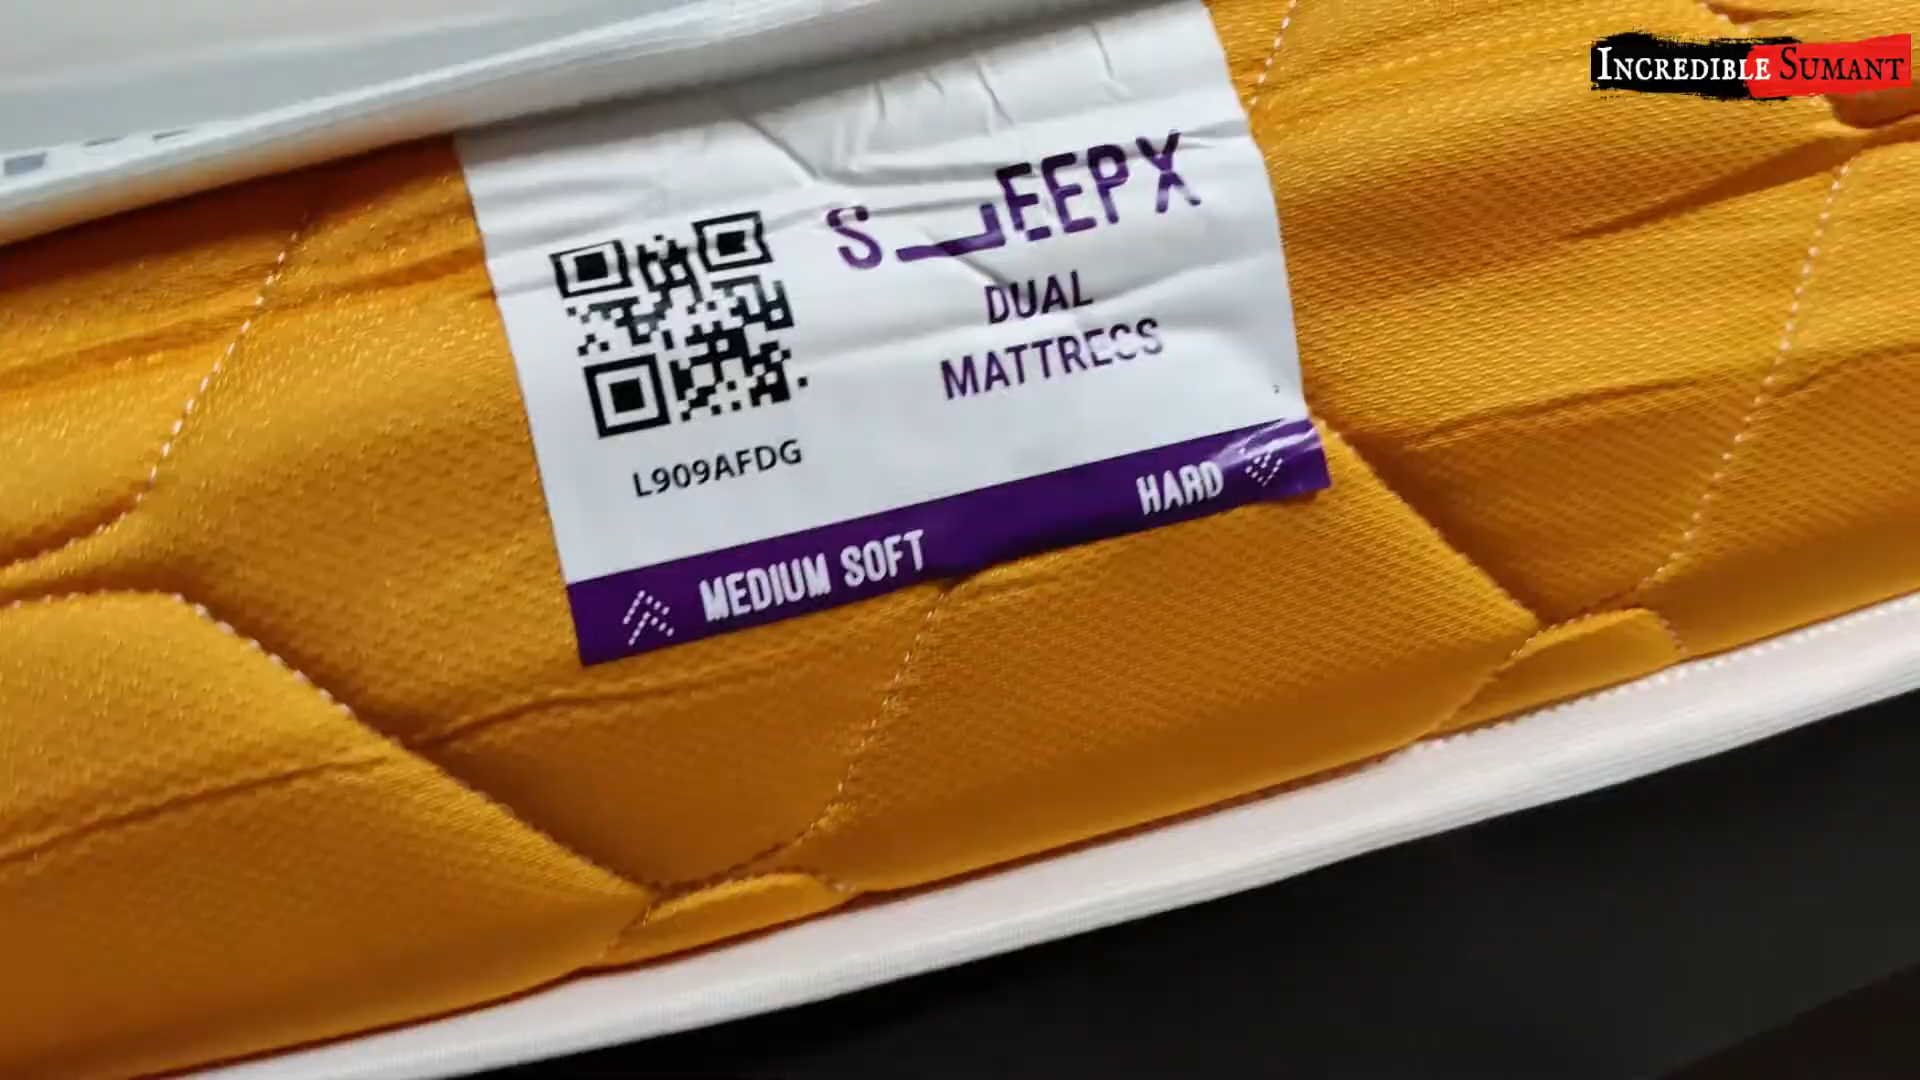 INCREDIBLE SUMANT
SLEEPX
DUAL
MATTRESS
L909AFDG
MEDIUM SOFT
HARD